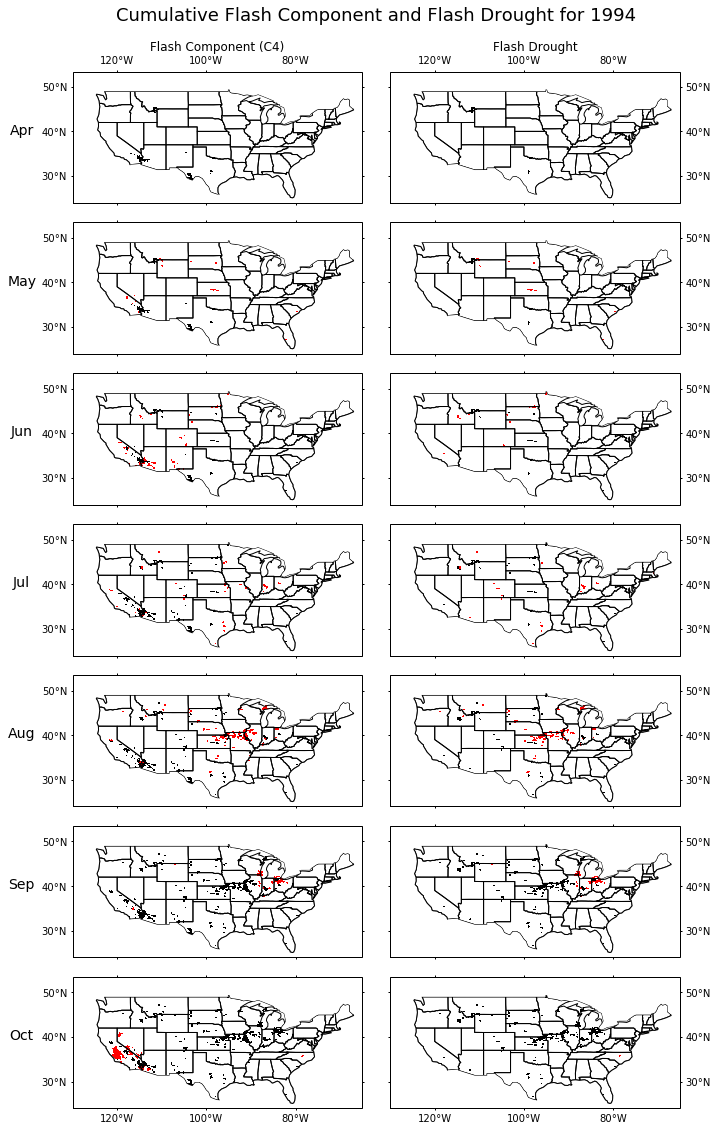 Cumulative Flash Component and Flash Drought for 1994
Flash Component (C4) Flash Drought
120°W 100°W 80°W 120°W 100°W 80°W
50°N 50°N
Apr 40°N 40°N
30°N 30°N
50°N 50°N
May 40°N 40°N
30°N 30°N
50°N 50°N
Jun 40°N 40°N
30°N 30°N
50°N 50°N
Jul 40°N 40°N
30°N 30°N
50°N 50°N
Aug 40°N 40°N
30°N 30°N
50°N 50°N
Sep 40°N 40°N
30°N 30°N
50°N 50°N
Oct 40°N 40°N
30°N 30°N
120°W 100°W 80°W 120°W 100°W 80°W